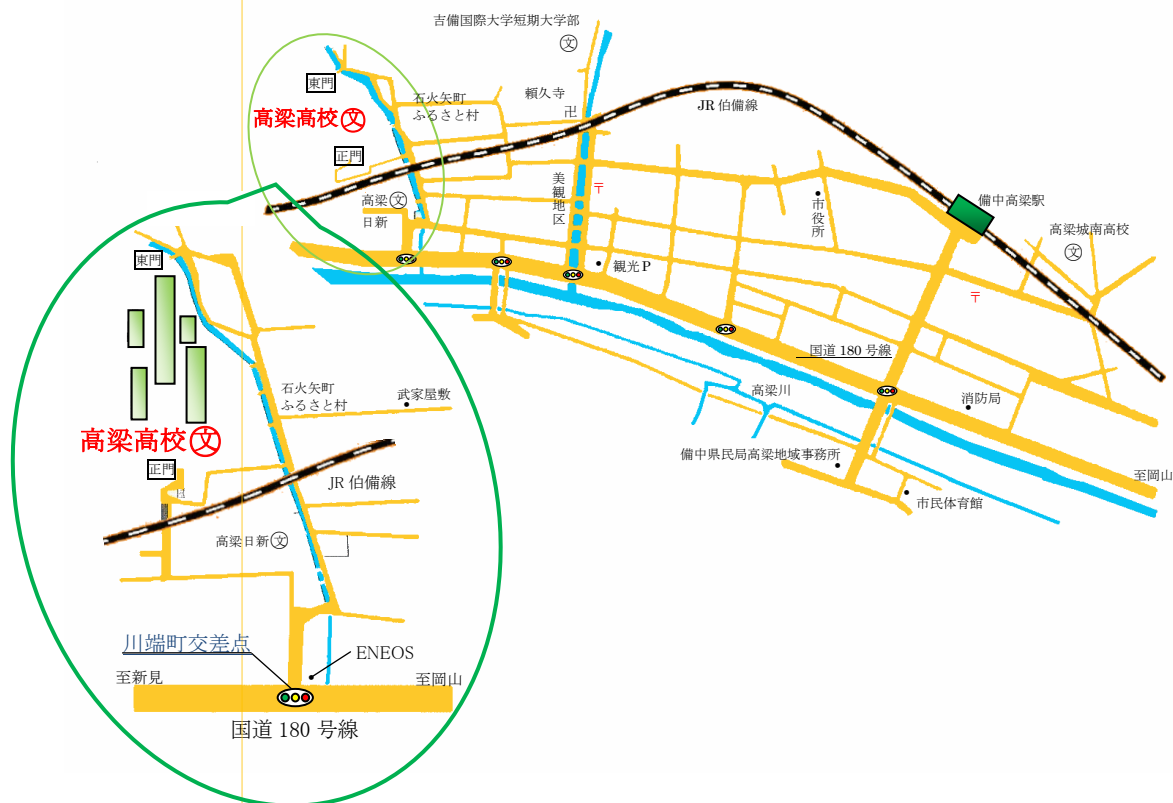 吉備国際大学短期大学部
文
東門
石火矢町
ふるさと村
頼久寺
卍
JR 伯備線
高梁高校文
正門
美観地区
〒
高梁文
日新
市役所
備中高梁駅
高梁城南高校
文
観光P
〒
国道 180 号線
高梁川
消防局
備中県民局高梁地域事務所
市民体育館
至岡山
東門
石火矢町
ふるさと村
武家屋敷
高梁高校文
正門
JR 伯備線
高梁日新文
川端町交差点
ENEOS
至新見
至岡山
国道 180 号線